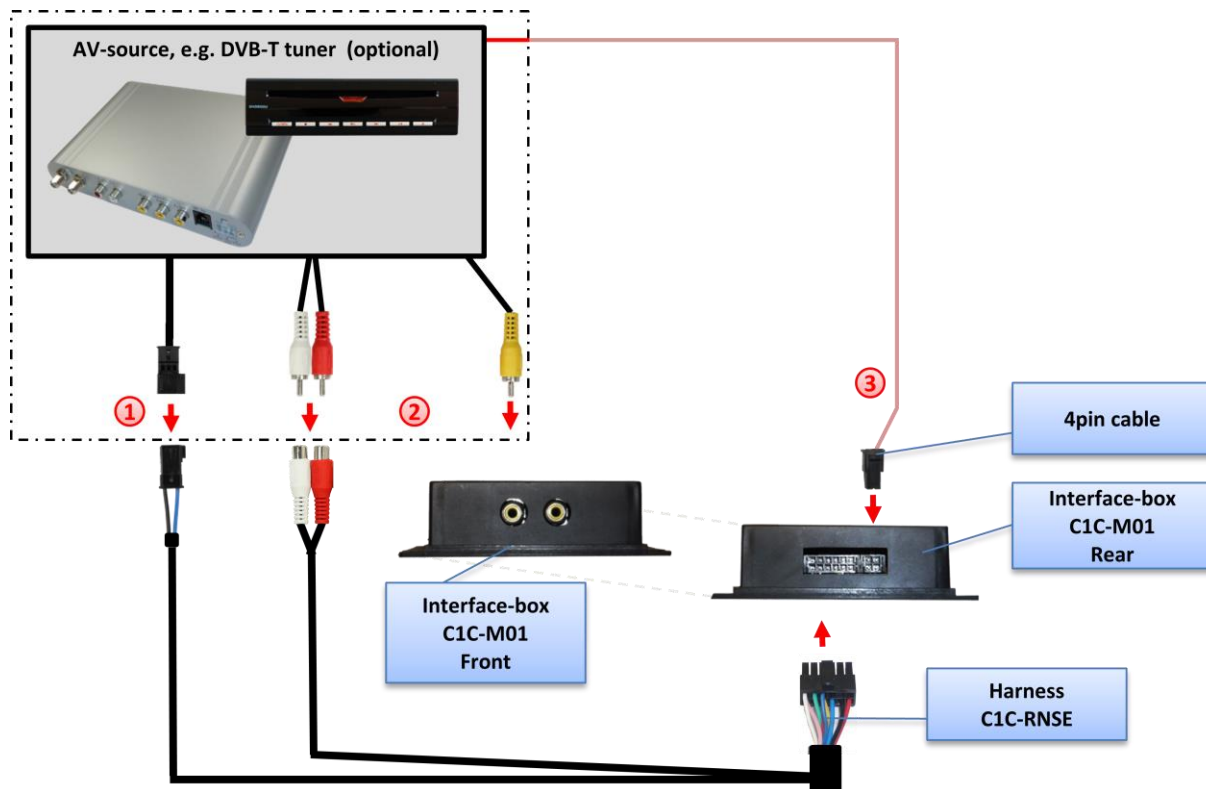 AV-source, e.g. DVB-T tuner (optional)
1
2
3
4pin cable
Interface-box
C1C-M01
Rear
Interface-box
C1C-M01
Front
Harness
C1C-RNSE